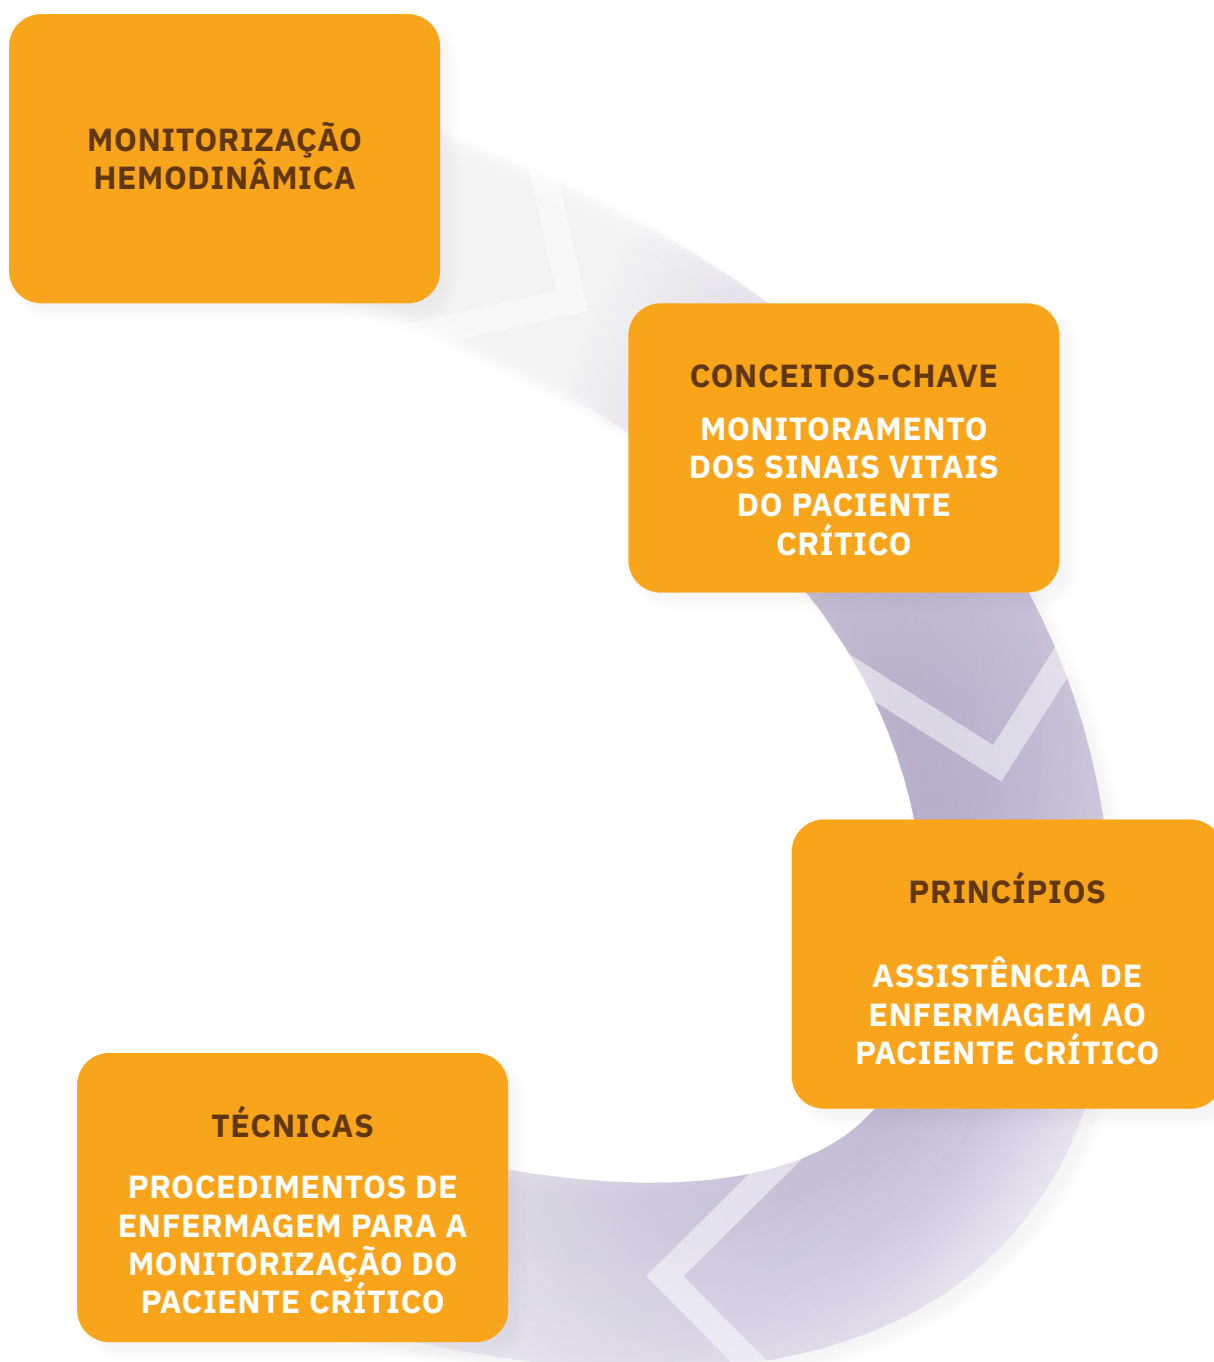 MONITORIZAÇÃO
HEMODINÂMICA
CONCEITOS-CHAVE
MONITORAMENTO
DOS SINAIS VITAIS
DO PACIENTE
CRÍTICO
PRINCÍPIOS
ASSISTÊNCIA DE
ENFERMAGEM AO
PACIENTE CRÍTICO
TÉCNICAS
PROCEDIMENTOS DE
ENFERMAGEM PARA A
MONITORIZAÇÃO DO
PACIENTE CRÍTICO